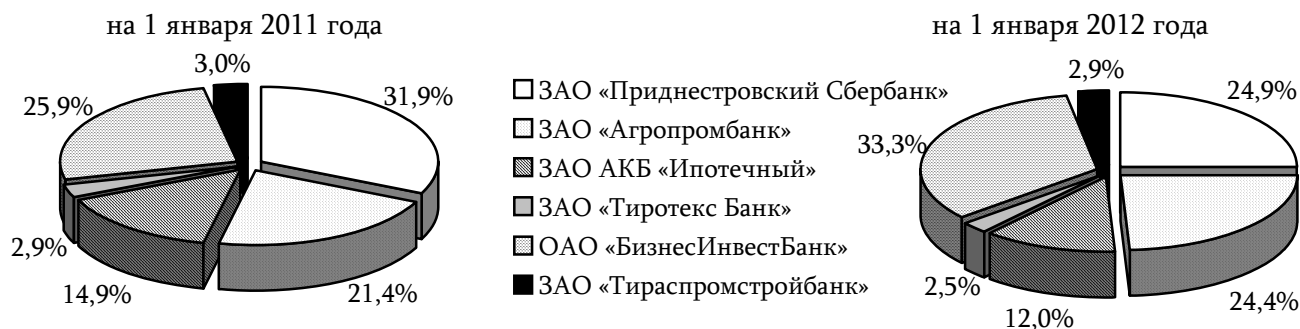 на 1 января 2011 года
3,0%
31,9%
25,9%
2,9%
14,9%
21,4%
ЗАО «Приднестровский Сбербанк»
ЗАО «Агропромбанк»
ЗАО АКБ «Ипотечный»
ЗАО «Тиротекс Банк»
ОАО «БизнесИнвестБанк»
ЗАО «Тираспромстройбанк»
на 1 января 2012 года
2,9%
24,9%
33,3%
2,5%
12,0%
24,4%